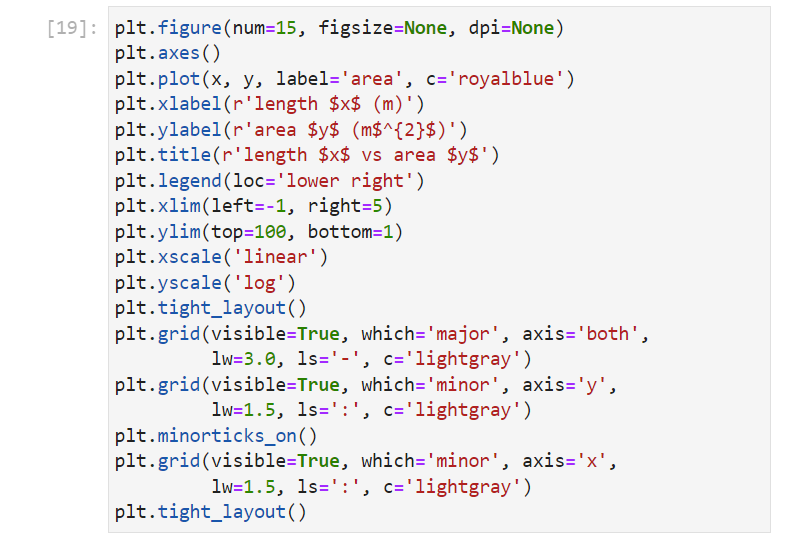 [19]: plt.figure(num=15, figsize=None, dpi=None)
plt.axes()
plt.plot(x, y, label='area', c='royalblue')
plt.xlabel(r'length $x$ (m)')
plt.ylabel(r'area $y$ (m$^{2}$)')
plt.title(r'length $x$ vs area $y$')
plt.legend(loc='lower right')
plt.xlim(left=-1, right=5)
plt.ylim(top=100, bottom=1)
plt.xscale('linear')
plt.yscale('log')
plt.tight_layout()
plt.grid(visible=True, which='major', axis='both',
         lw=3.0, ls='-', c='lightgray')
plt.grid(visible=True, which='minor', axis='y',
         lw=1.5, ls=':', c='lightgray')
plt.minorticks_on()
plt.grid(visible=True, which='minor', axis='x',
         lw=1.5, ls=':', c='lightgray')
plt.tight_layout()